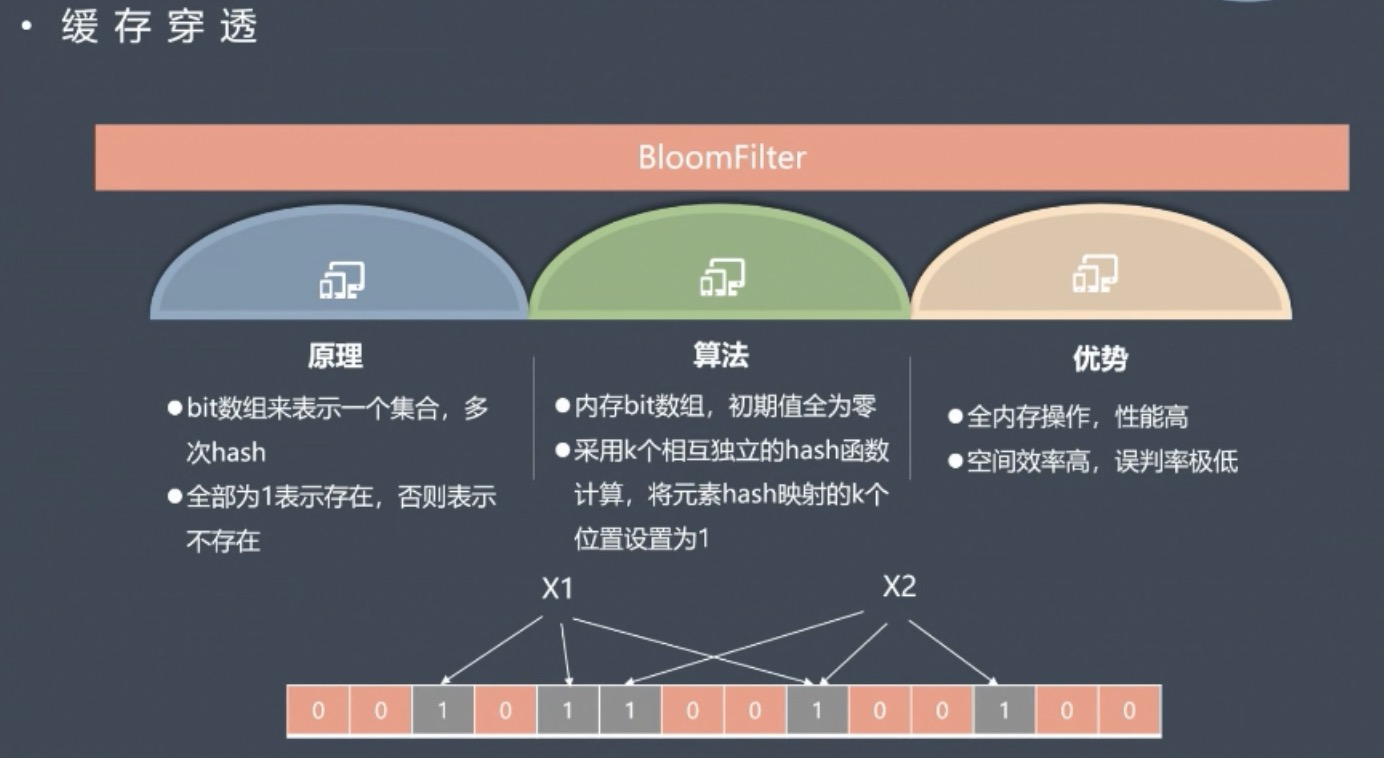 • 缓存穿透
BloomFilter
原理
●bit数组来表示一个集合，多
次hash
●全部为1表示存在，否则表示
不存在
算法
●内存bit数组，初期值全为零
●采用k个相互独立的hash函数
计算，将元素hash映射的k个
位置设置为1
优势
●全内存操作，性能高
●空间效率高，误判率极低
X1 X2
0 0 1 0 1 1 0 0 1 0 0 1 0 0